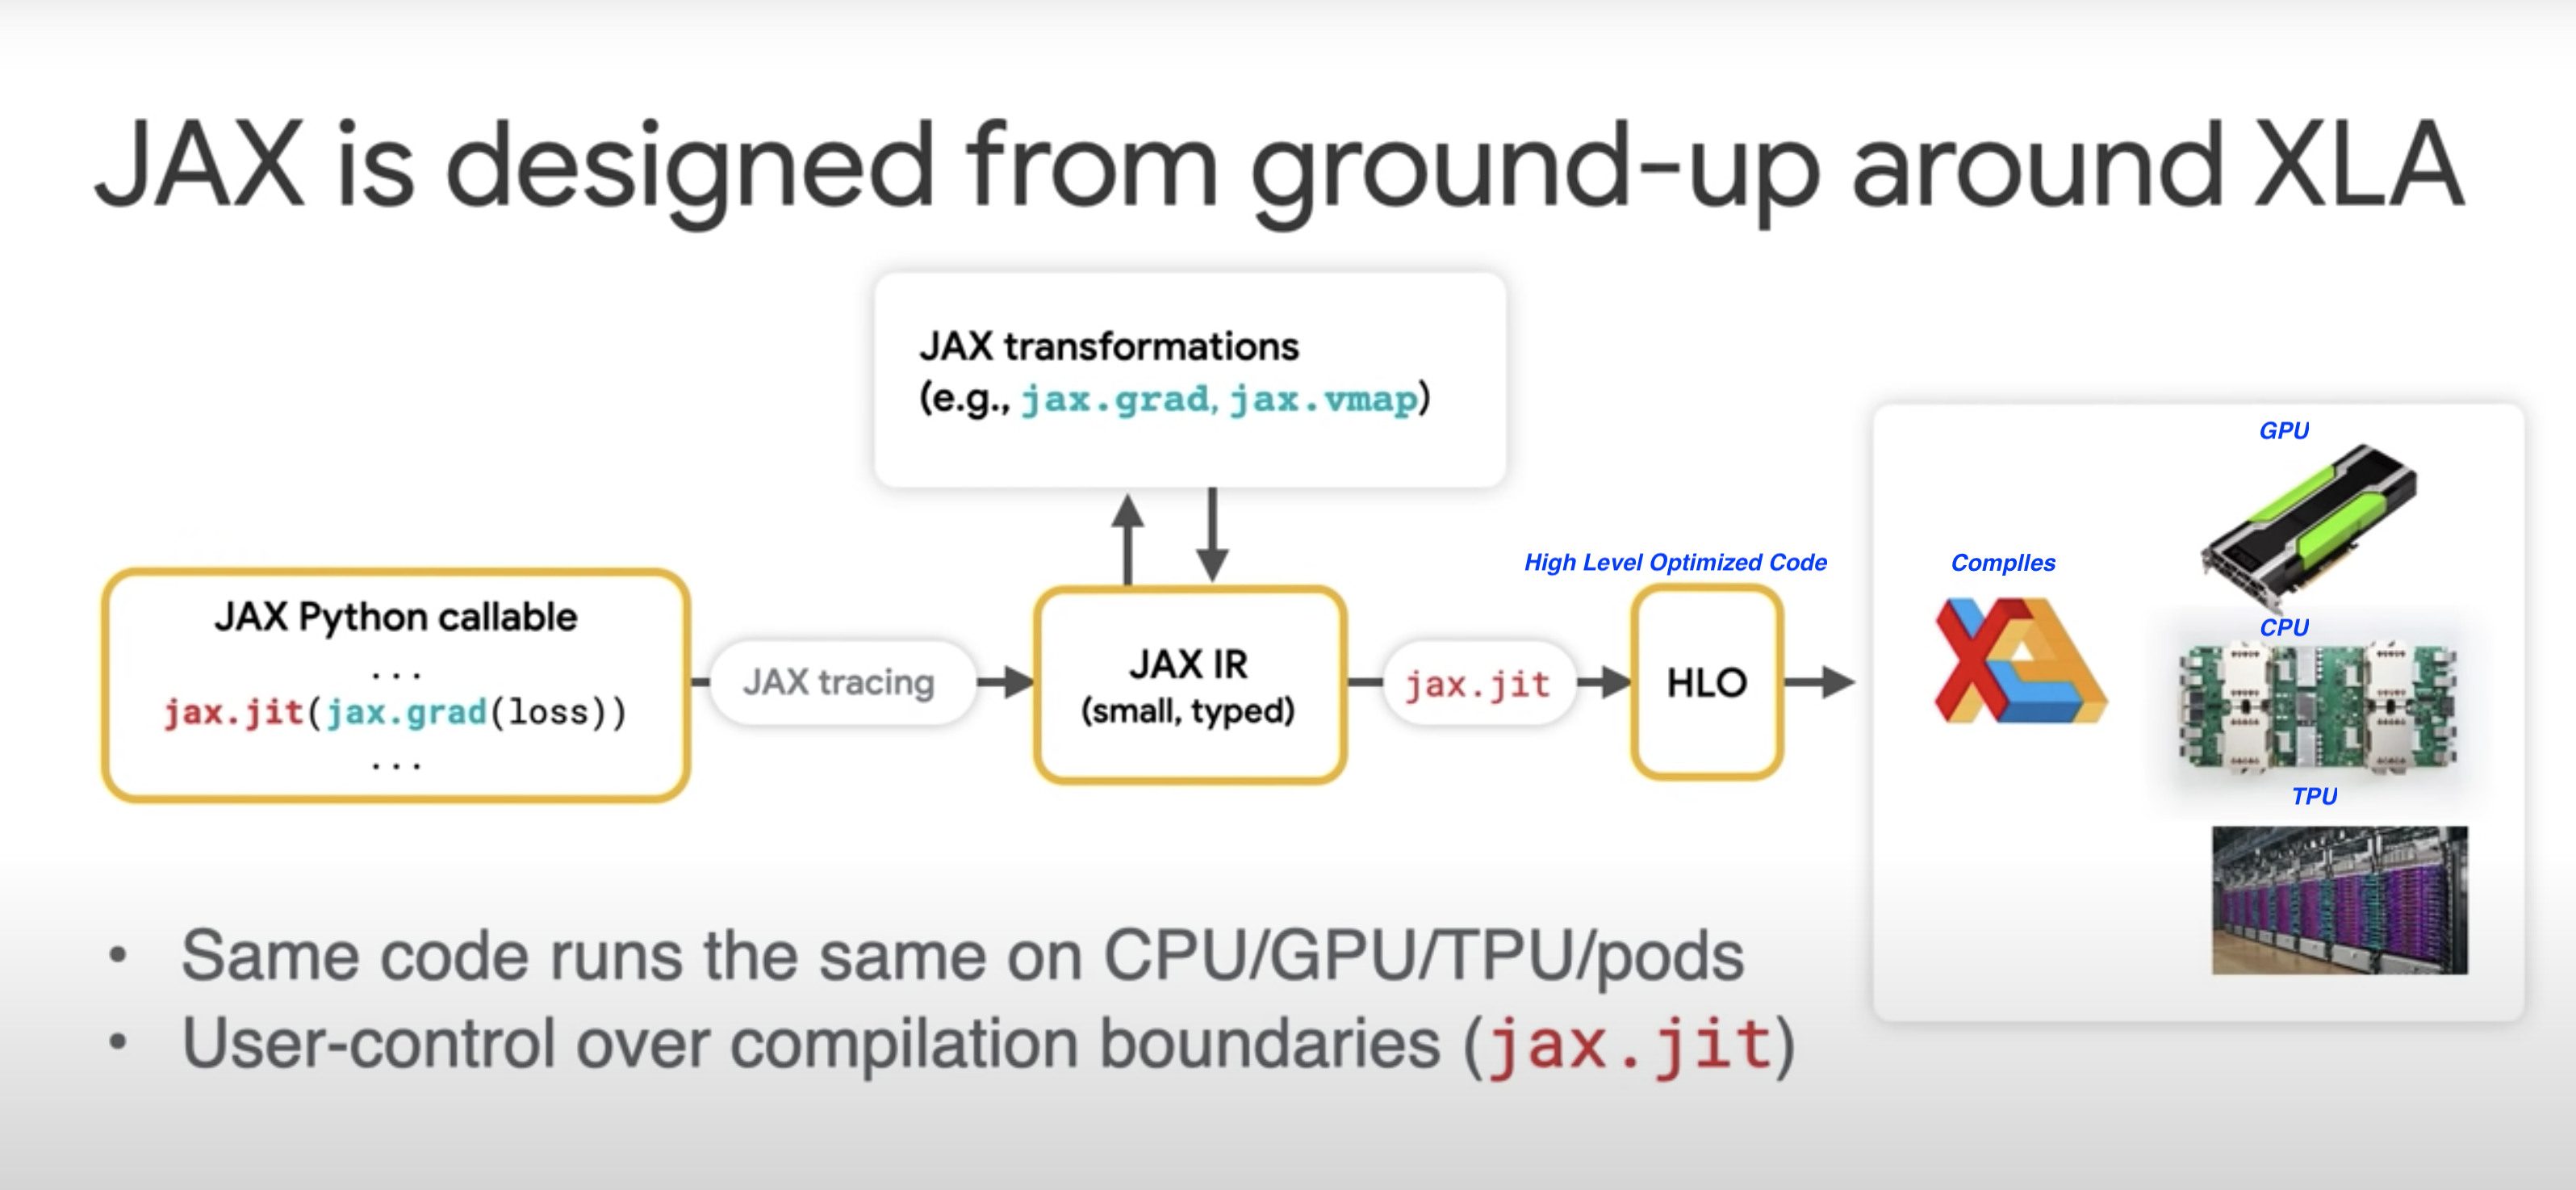 JAX is designed from ground-up around XLA
JAX transformations
(e.g., jax.grad, jax.vmap)
JAX Python callable
...
jax.jit(jax.grad(loss))
...
JAX tracing
JAX IR
(small, typed)
jax.jit
High Level Optimized Code
HLO
Complles
XLA
GPU
CPU
TPU
• Same code runs the same on CPU/GPU/TPU/pods
• User-control over compilation boundaries (jax.jit)